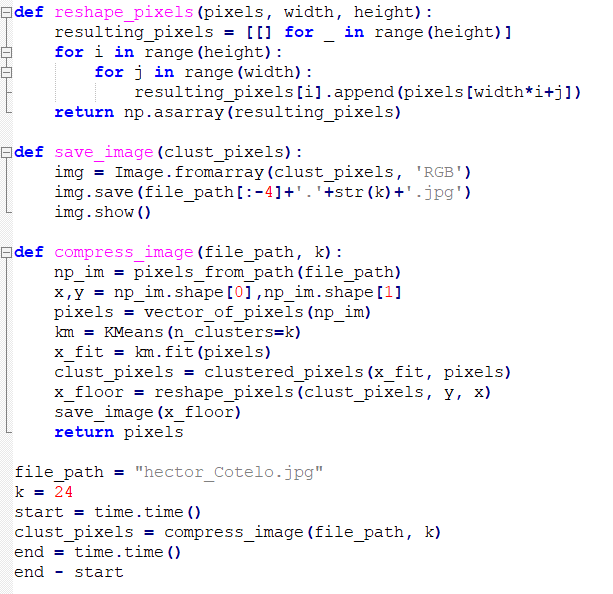 def reshape_pixels(pixels, width, height):
    resulting_pixels = [[] for _ in range(height)]
    for i in range(height):
        for j in range(width):
            resulting_pixels[i].append(pixels[width*i+j])
    return np.asarray(resulting_pixels)

def save_image(clust_pixels):
    img = Image.fromarray(clust_pixels, 'RGB')
    img.save(file_path[:-4]+'.'+str(k)+'.jpg')
    img.show()

def compress_image(file_path, k):
    np_im = pixels_from_path(file_path)
    x,y = np_im.shape[0],np_im.shape[1]
    pixels = vector_of_pixels(np_im)
    km = KMeans(n_clusters=k)
    x_fit = km.fit(pixels)
    clust_pixels = clustered_pixels(x_fit, pixels)
    x_floor = reshape_pixels(clust_pixels, y, x)
    save_image(x_floor)
    return pixels

file_path = "hector_Cotelo.jpg"
k = 24
start = time.time()
clust_pixels = compress_image(file_path, k)
end = time.time()
end - start